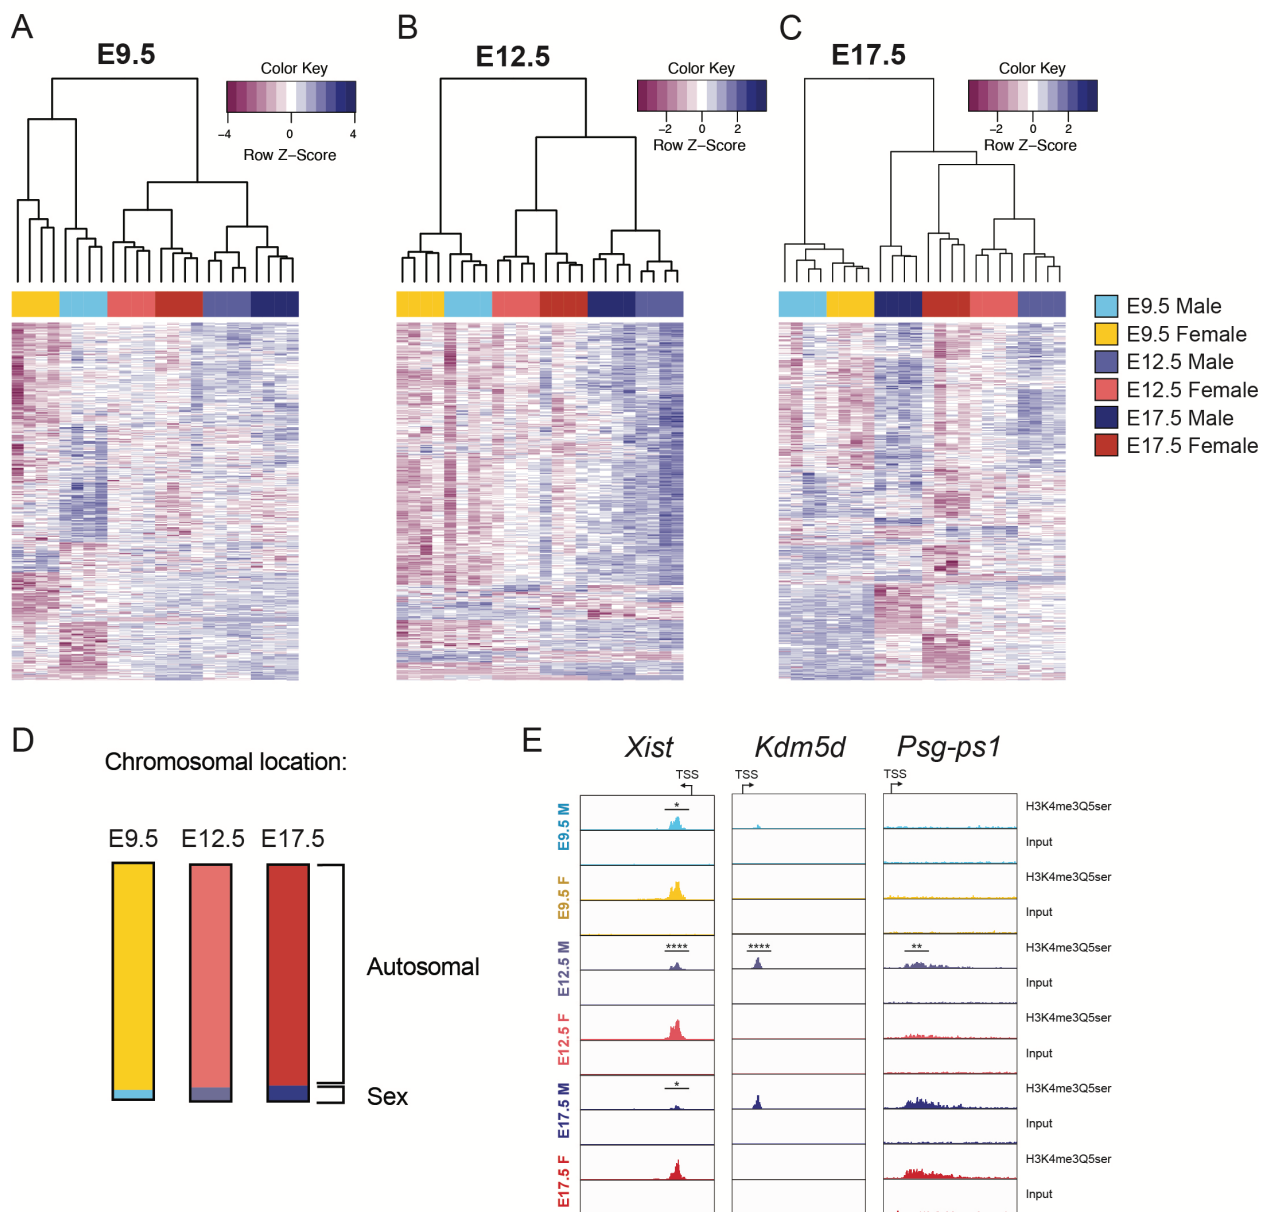 A
E9.5
Color Key
−4 0 4
Row Z−Score
B
E12.5
Color Key
−2 0 2
Row Z−Score
C
E17.5
Color Key
−2 0 2
Row Z−Score
E9.5 Male
E9.5 Female
E12.5 Male
E12.5 Female
E17.5 Male
E17.5 Female
D
Chromosomal location:
E9.5 E12.5 E17.5
Autosomal
Sex
E
Xist Kdm5d Psg-ps1
TSS TSS TSS
E9.5 M
*
H3K4me3Q5ser
Input
E9.5 F
H3K4me3Q5ser
Input
E12.5 M
**** **** **
H3K4me3Q5ser
Input
E12.5 F
H3K4me3Q5ser
Input
E17.5 M
*
H3K4me3Q5ser
Input
E17.5 F
H3K4me3Q5ser
Input